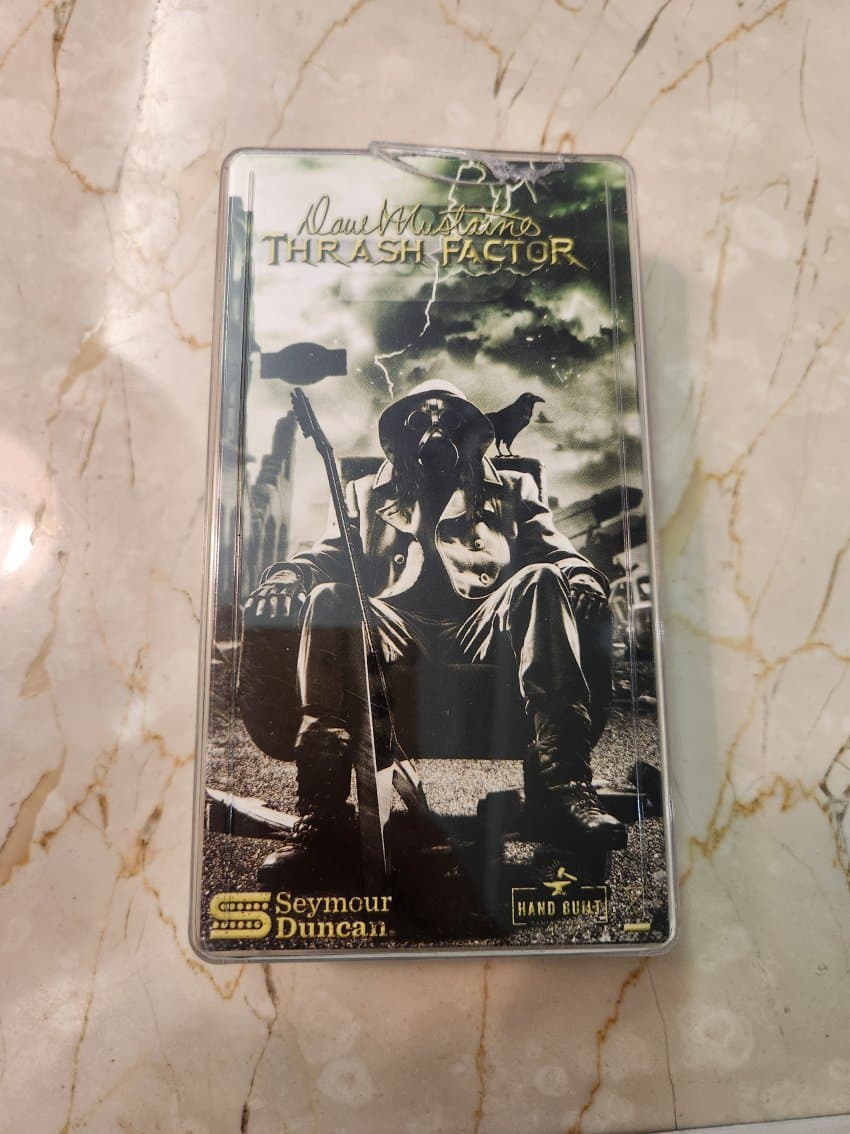 Dave Mustaine
THRASH FACTOR
Seymour
Duncan
HAND BUILT